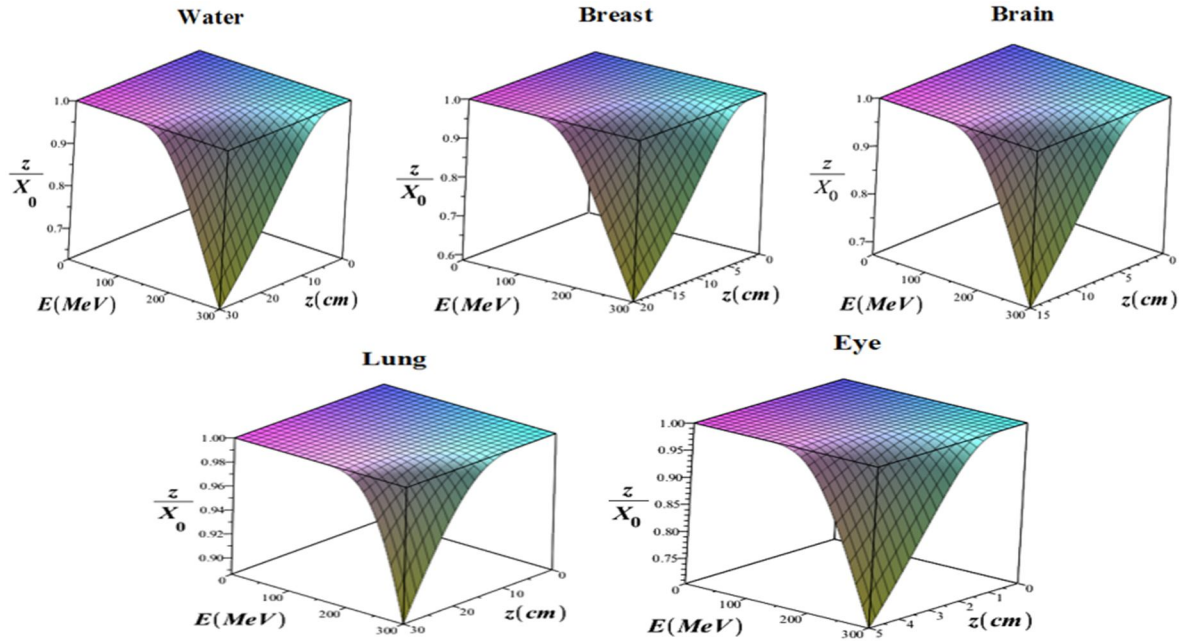 Water
Breast
Brain
1.0
0.9
0.8
0.7
z
X0
0
100
200
300
E(MeV)
30
20
10
0
z(cm)
1.0
0.9
0.8
0.7
0.6
z
X0
0
100
200
300
E(MeV)
20
15
10
5
0
z(cm)
1.0
0.9
0.8
0.7
z
X0
0
100
200
300
E(MeV)
15
10
5
0
z(cm)
Lung
Eye
1.00
0.98
0.96
0.94
0.92
0.90
z
X0
0
100
200
300
E(MeV)
30
20
10
0
z(cm)
1.00
0.95
0.90
0.85
0.80
0.75
z
X0
0
100
200
300
E(MeV)
5
4
3
2
1
0
z(cm)